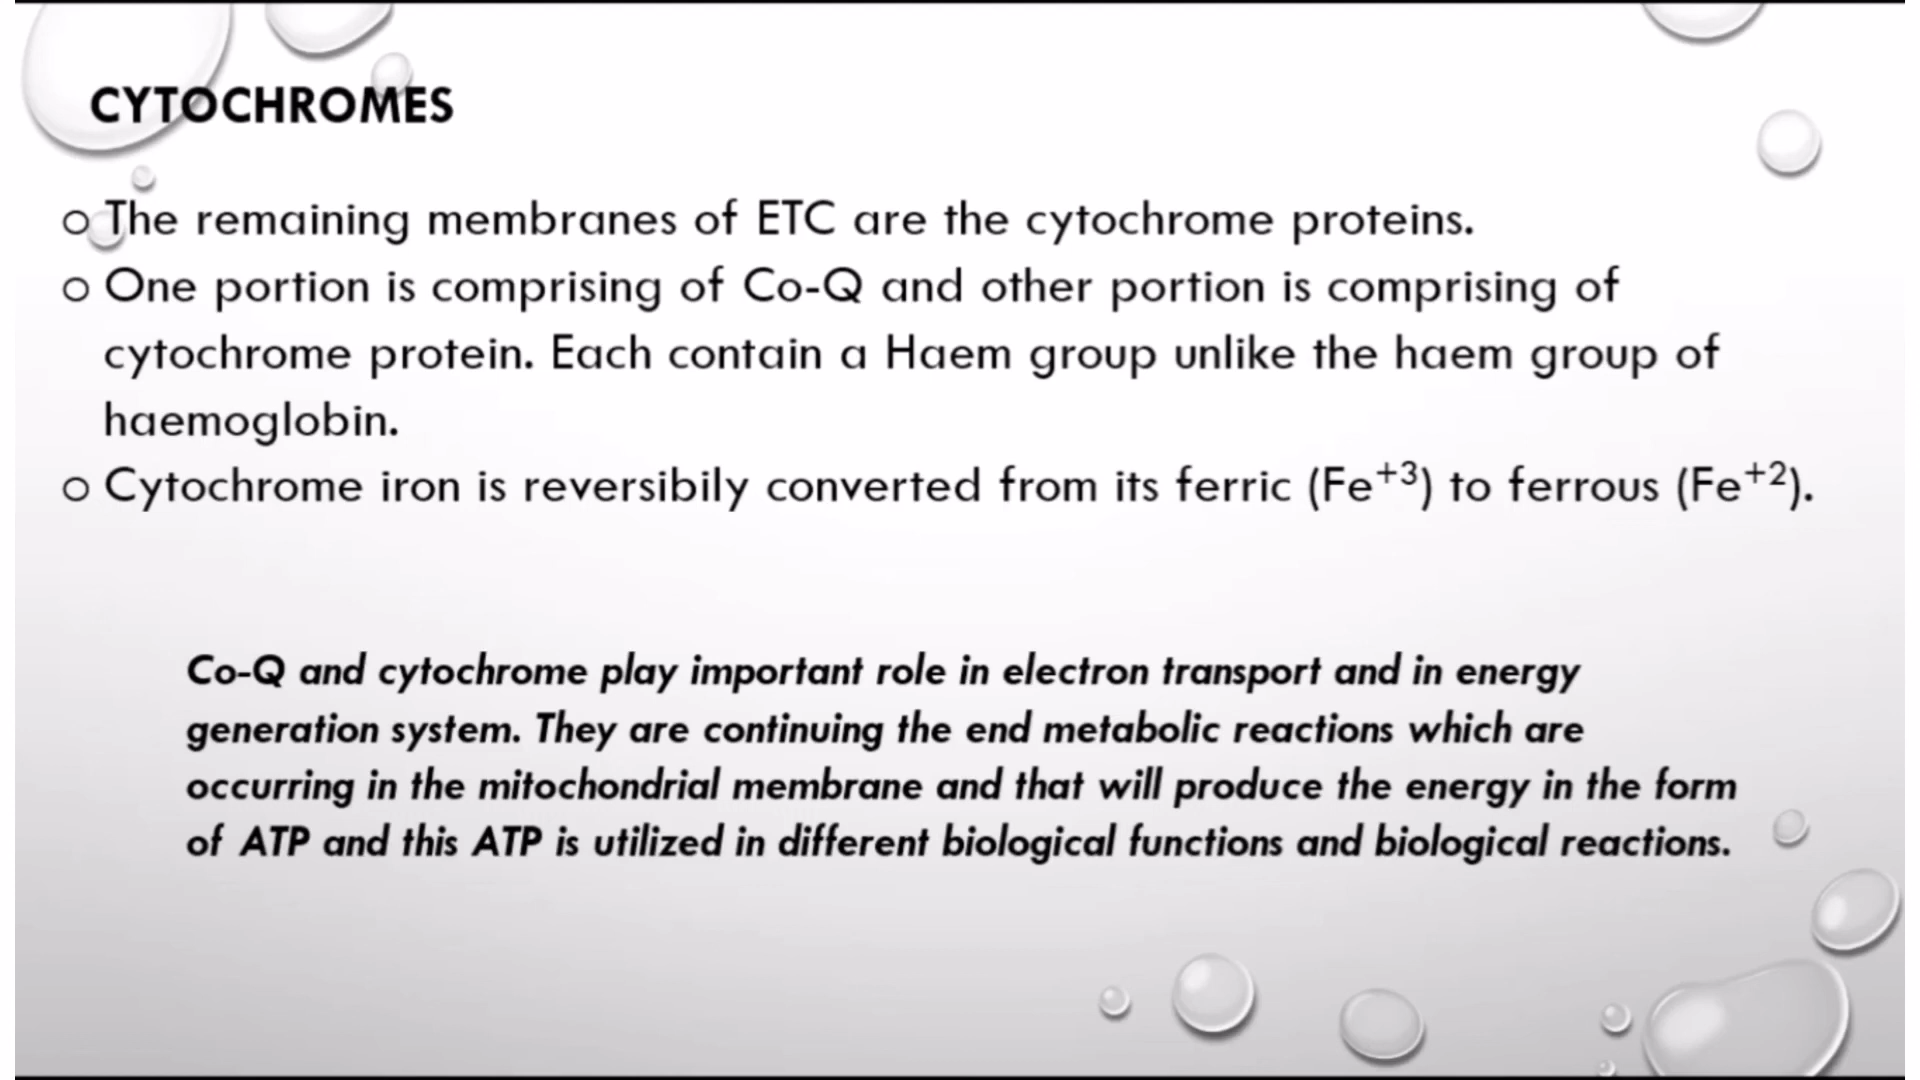 CYTOCHROMES
○ The remaining membranes of ETC are the cytochrome proteins.
○ One portion is comprising of Co-Q and other portion is comprising of
cytochrome protein. Each contain a Haem group unlike the haem group of
haemoglobin.
○ Cytochrome iron is reversibily converted from its ferric (Fe⁺³) to ferrous (Fe⁺²).
Co-Q and cytochrome play important role in electron transport and in energy
generation system. They are continuing the end metabolic reactions which are
occurring in the mitochondrial membrane and that will produce the energy in the form
of ATP and this ATP is utilized in different biological functions and biological reactions.